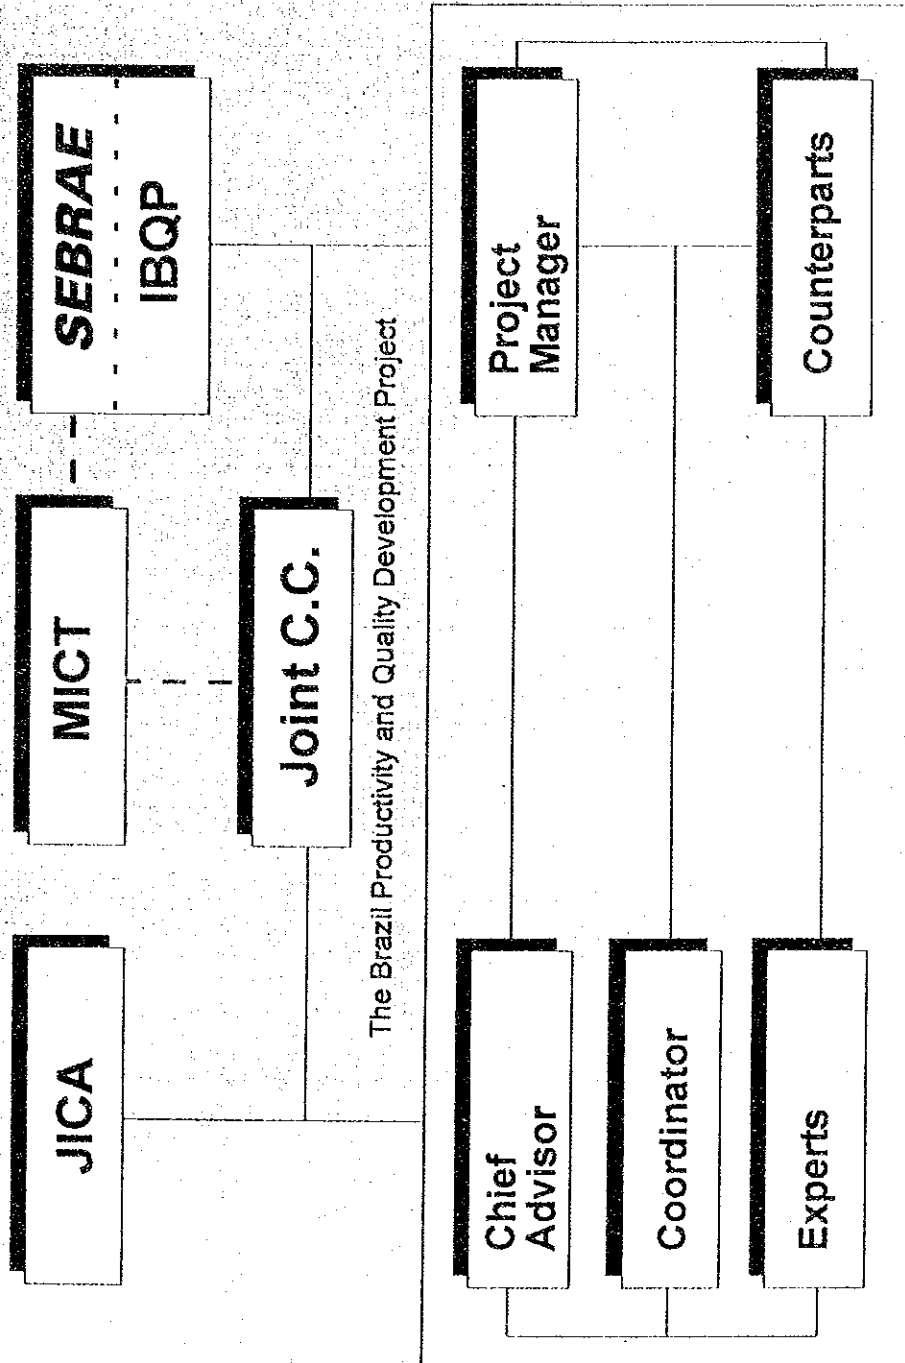 JICA
MICT
SEBRAE
IBQP
Joint C.C.
The Brazil Productivity and Quality Development Project
Chief
Advisor
Project
Manager
Coordinator
Experts
Counterparts